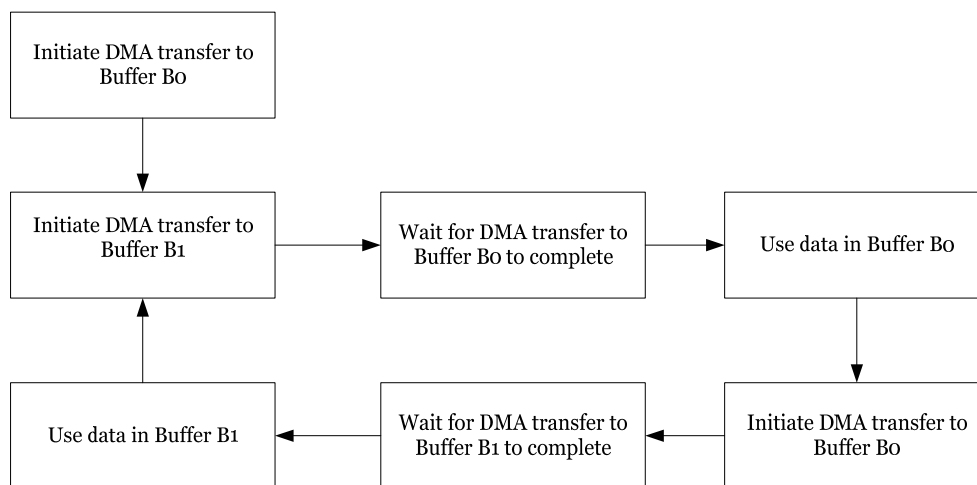 Initiate DMA transfer to
Buffer B0
Initiate DMA transfer to
Buffer B1
Wait for DMA transfer to
Buffer B0 to complete
Use data in Buffer B0
Use data in Buffer B1
Wait for DMA transfer to
Buffer B1 to complete
Initiate DMA transfer to
Buffer B0